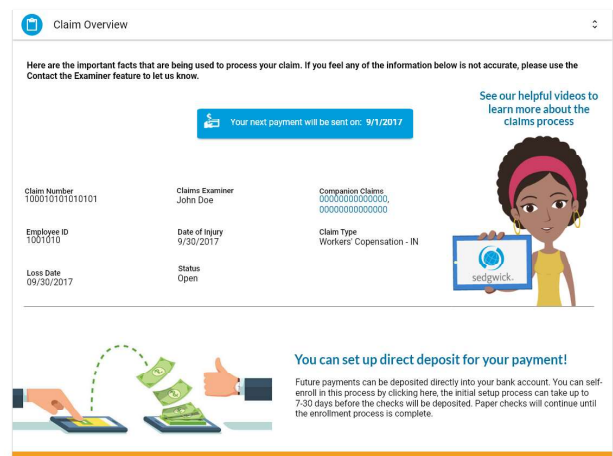 Claim Overview
Here are the important facts that are being used to process your claim. If you feel any of the information below is not accurate, please use the
Contact the Examiner feature to let us know.
See our helpful videos to
learn more about the
claims process
Your next payment will be sent on: 9/1/2017
Claim Number
100010101010101
Claims Examiner
John Doe
Companion Claims
00000000000000,
00000000000000
Employee ID
1001010
Date of Injury
9/30/2017
Claim Type
Workers' Copensation - IN
Loss Date
09/30/2017
Status
Open
sedgwick.
You can set up direct deposit for your payment!
Future payments can be deposited directly into your bank account. You can self-
enroll in this process by clicking here, the initial setup process can take up to
7-30 days before the checks will be deposited. Paper checks will continue until
the enrollment process is complete.